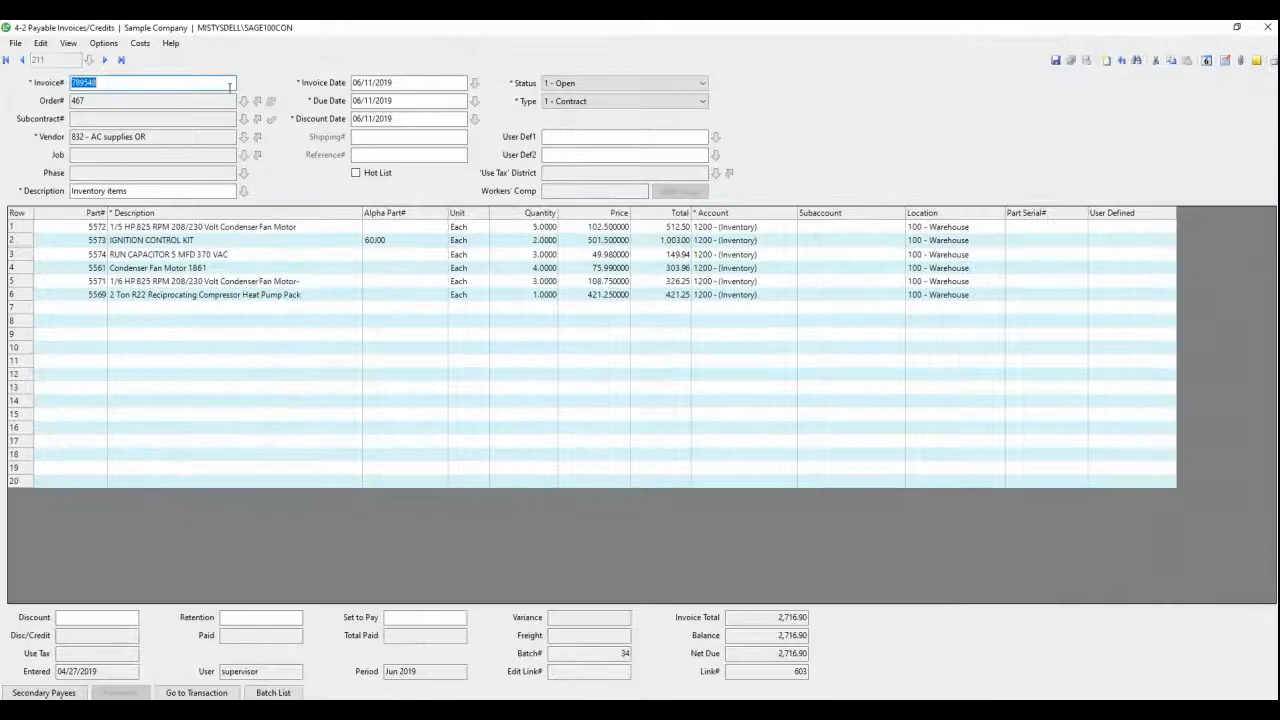 4-2 Payable Invoices/Credits | Sample Company | MISTYSDELL\SAGE100CON
File Edit View Options Costs Help
211
* Invoice# 789548 * Invoice Date 06/11/2019 * Status 1 - Open
Order# 467 * Due Date 06/11/2019 * Type 1 - Contract
Subcontract# * Discount Date 06/11/2019
* Vendor 832 - AC supplies OR Shipping# User Def1
Job Reference# User Def2
Phase Hot List 'Use Tax' District
* Description Inventory items Workers' Comp
Row Part# * Description Alpha Part# Unit Quantity Price Total * Account Subaccount Location Part Serial# User Defined
1 5572 1/5 HP 825 RPM 208/230 Volt Condenser Fan Motor Each 5.0000 102.500000 512.50 1200 - (Inventory) 100 - Warehouse
2 5573 IGNITION CONTROL KIT 60J00 Each 2.0000 501.500000 1,003.00 1200 - (Inventory) 100 - Warehouse
3 5574 RUN CAPACITOR 5 MFD 370 VAC Each 3.0000 49.980000 149.94 1200 - (Inventory) 100 - Warehouse
4 5561 Condenser Fan Motor 1861 Each 4.0000 75.990000 303.96 1200 - (Inventory) 100 - Warehouse
5 5571 1/6 HP 825 RPM 208/230 Volt Condenser Fan Motor- Each 3.0000 108.750000 326.25 1200 - (Inventory) 100 - Warehouse
6 5569 2 Ton R22 Reciprocating Compressor Heat Pump Pack Each 1.0000 421.250000 421.25 1200 - (Inventory) 100 - Warehouse
7
8
9
10
11
12
13
14
15
16
17
18
19
20
Discount Retention Set to Pay Variance Invoice Total 2,716.90
Disc/Credit Paid Total Paid Freight Balance 2,716.90
Use Tax Batch# 34 Net Due 2,716.90
Entered 04/27/2019 User supervisor Period Jun 2019 Edit Link# Link# 603
Secondary Payees Go to Transaction Batch List